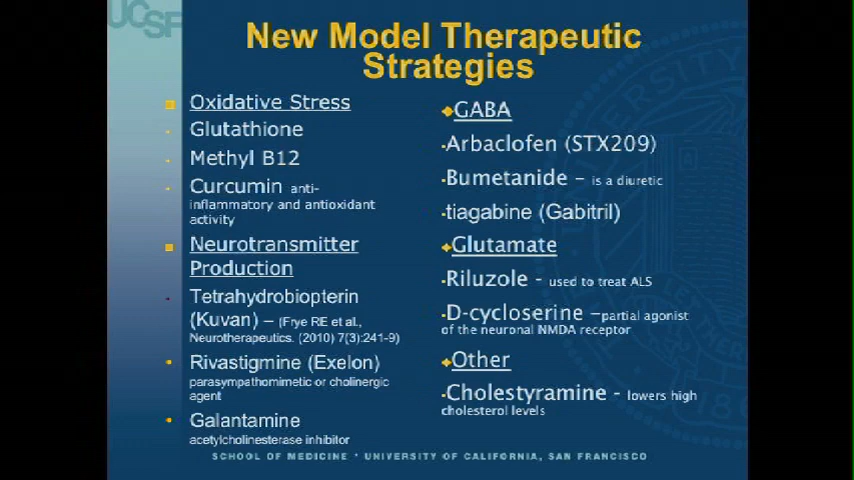 UCSF
New Model Therapeutic
Strategies
Oxidative Stress
Glutathione
Methyl B12
Curcumin anti-
inflammatory and antioxidant
activity
Neurotransmitter
Production
Tetrahydrobiopterin
(Kuvan) – (Frye RE et al.,
Neurotherapeutics. (2010) 7(3):241-9)
Rivastigmine (Exelon)
parasympathomimetic or cholinergic
agent
Galantamine
acetylcholinesterase inhibitor
GABA
Arbaclofen (STX209)
Bumetanide – is a diuretic
tiagabine (Gabitril)
Glutamate
Riluzole - used to treat ALS
D-cycloserine –partial agonist
of the neuronal NMDA receptor
Other
Cholestyramine - lowers high
cholesterol levels
SCHOOL OF MEDICINE * UNIVERSITY OF CALIFORNIA, SAN FRANCISCO